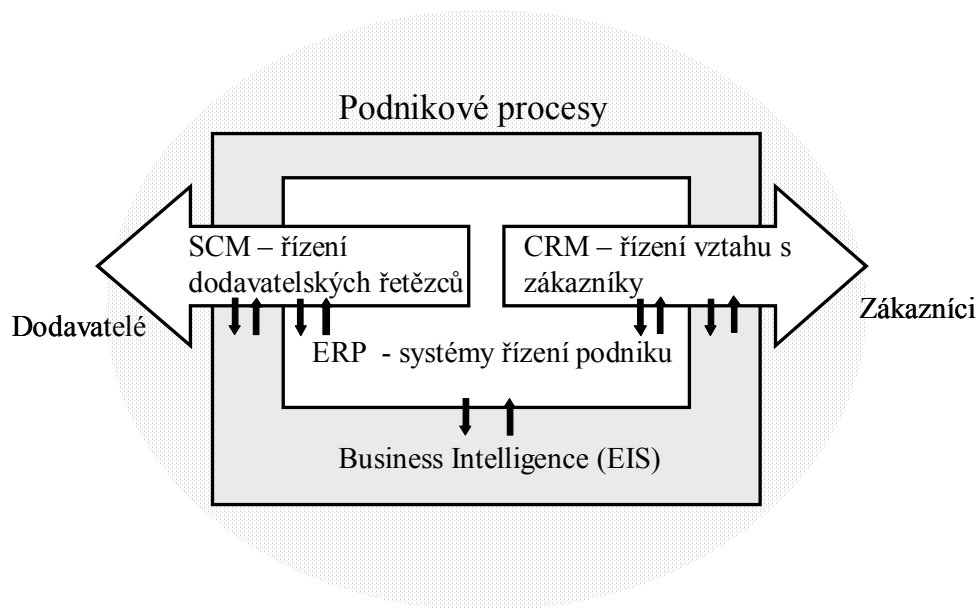 Podnikové procesy
SCM – řízení
dodavatelských řetězců
CRM – řízení vztahu s
zákazníky
Dodavatelé
Zákazníci
ERP - systémy řízení podniku
Business Intelligence (EIS)